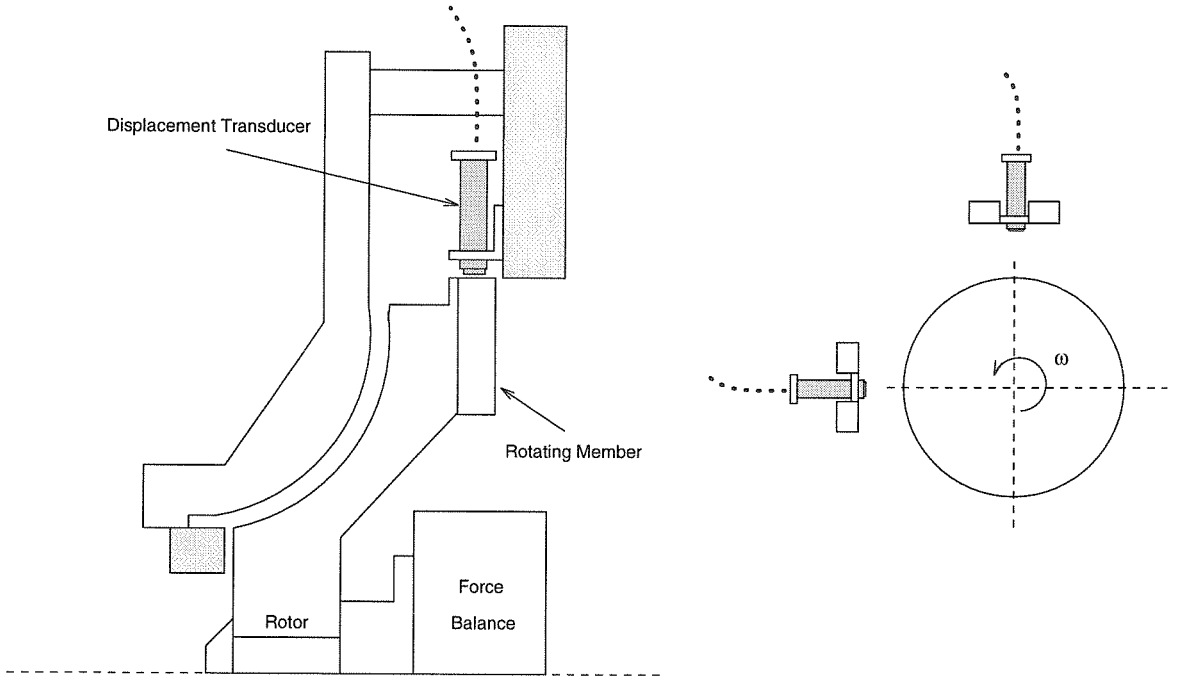 Displacement Transducer
ω
Rotating Member
Force
Balance
Rotor